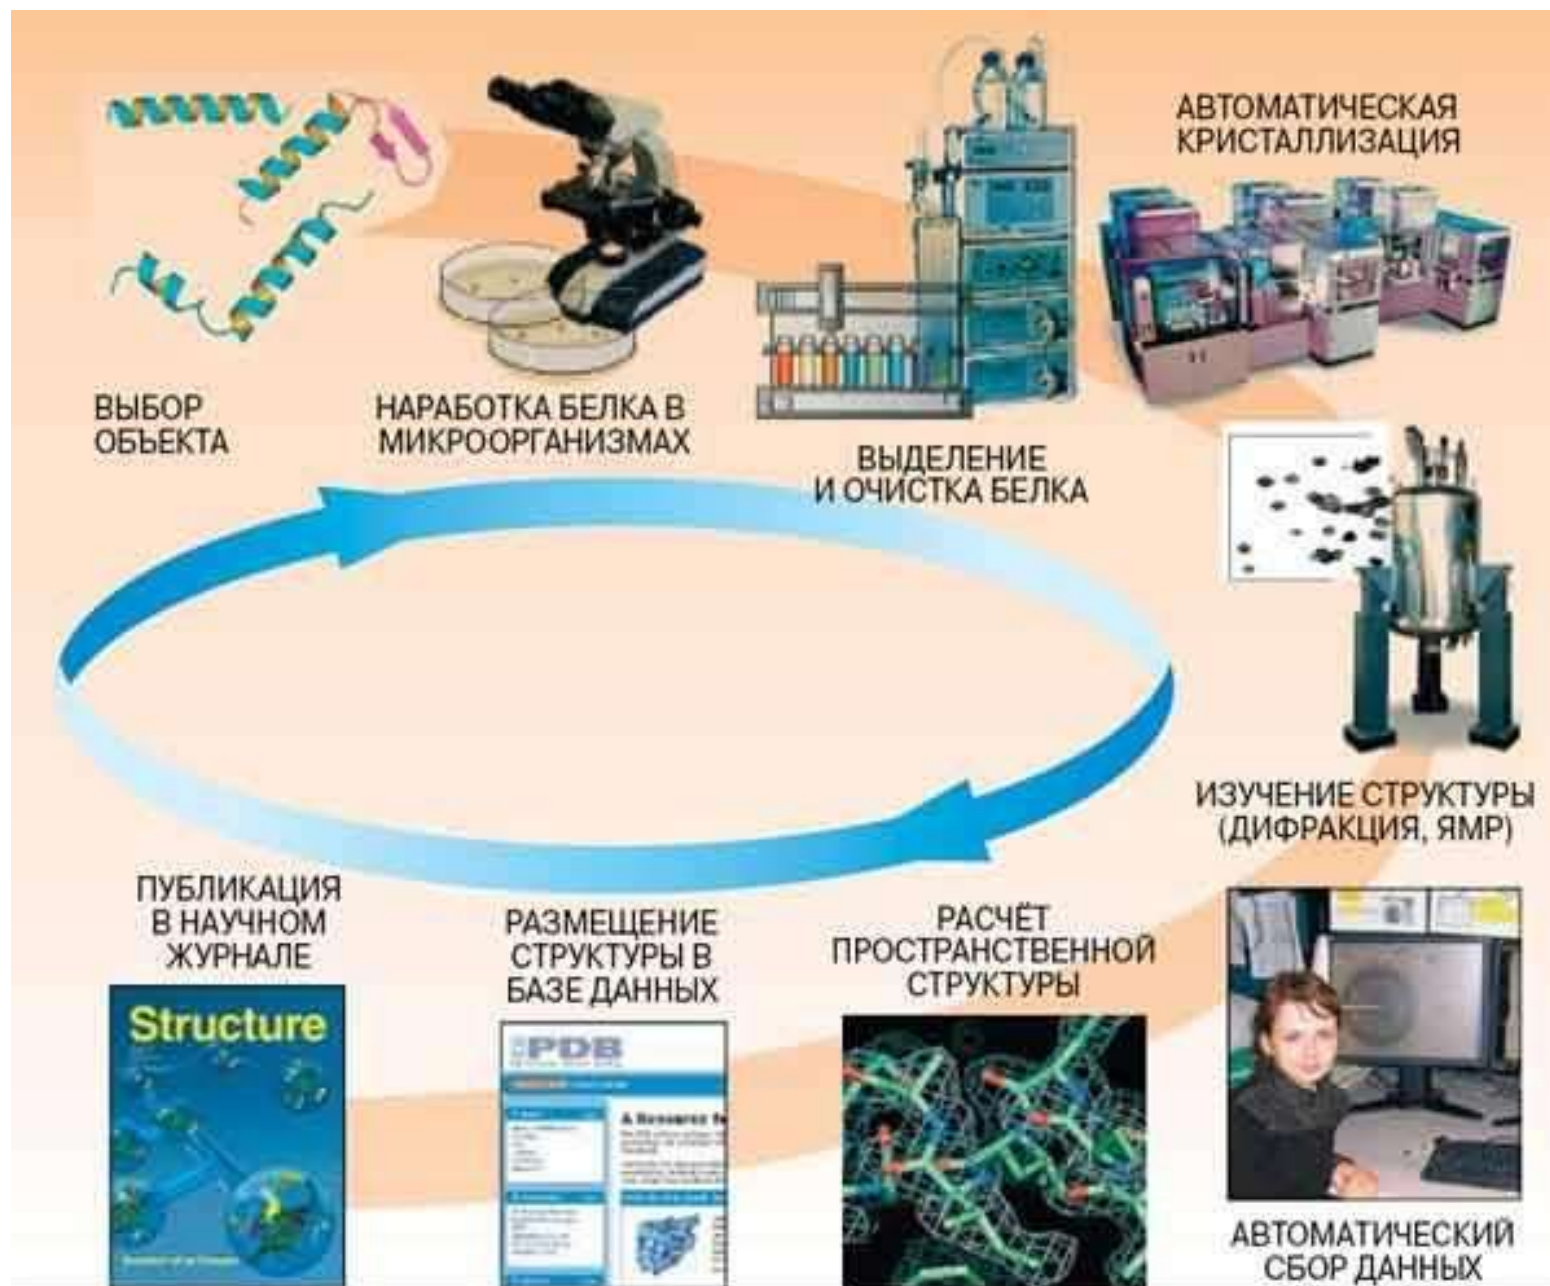 ВЫБОР
ОБЪЕКТА
НАРАБОТКА БЕЛКА В
МИКРООРГАНИЗМАХ
ВЫДЕЛЕНИЕ
И ОЧИСТКА БЕЛКА
АВТОМАТИЧЕСКАЯ
КРИСТАЛЛИЗАЦИЯ
ИЗУЧЕНИЕ СТРУКТУРЫ
(ДИФРАКЦИЯ, ЯМР)
АВТОМАТИЧЕСКИЙ
СБОР ДАННЫХ
РАСЧЁТ
ПРОСТРАНСТВЕННОЙ
СТРУКТУРЫ
РАЗМЕЩЕНИЕ
СТРУКТУРЫ В
БАЗЕ ДАННЫХ
PDB
A Resource
ПУБЛИКАЦИЯ
В НАУЧНОМ
ЖУРНАЛЕ
Structure